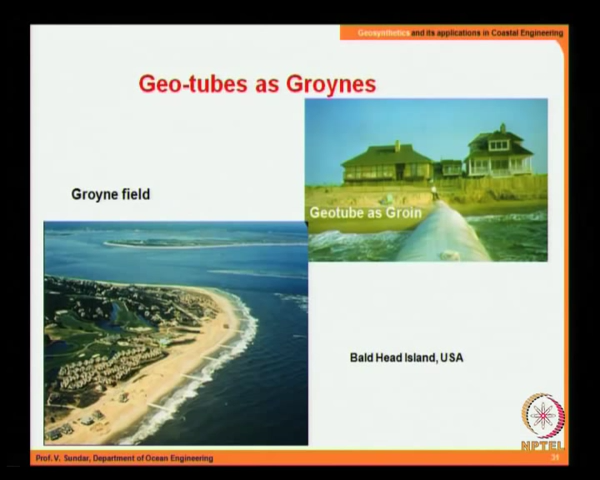 Geosynthetics and its applications in Coastal Engineering
Geo-tubes as Groynes
Groyne field
Geotube as Groin
Bald Head Island, USA
NPTEL
Prof. V. Sundar, Department of Ocean Engineering
31